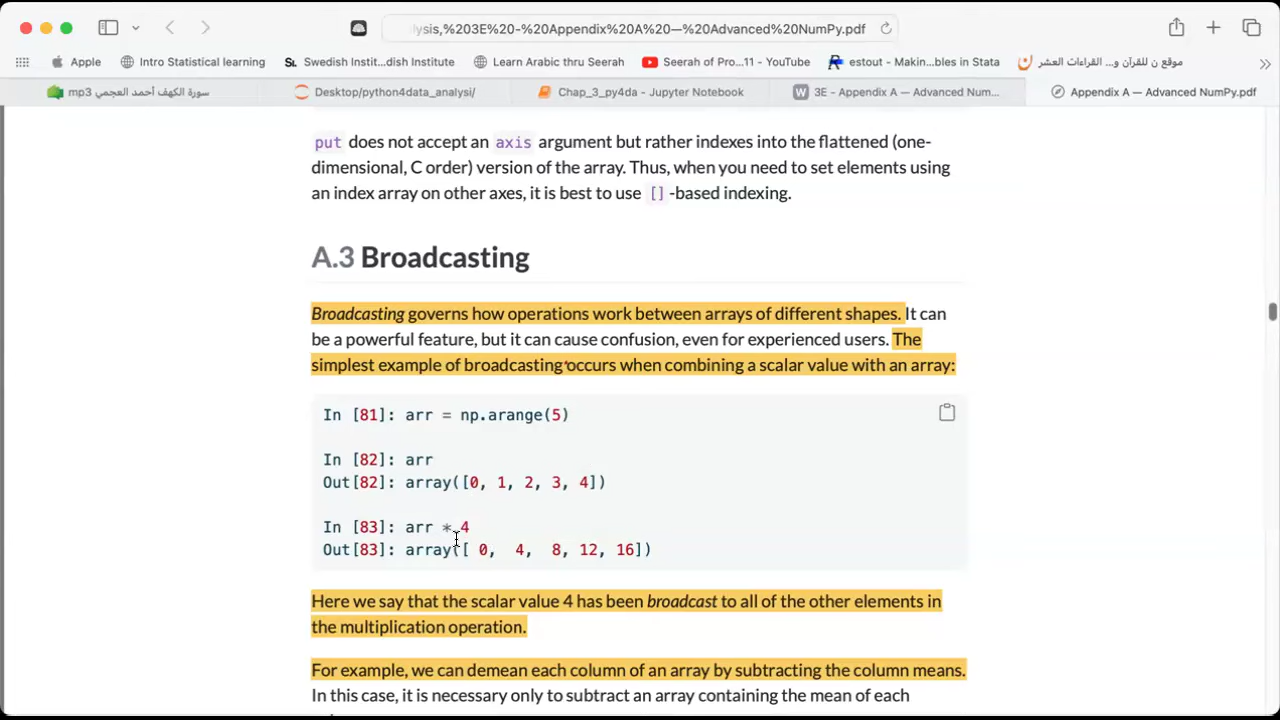 lysis,%203E%20-%20Appendix%20A%20—%20Advanced%20NumPy.pdf
Apple Intro Statistical learning SL. Swedish Instit...dish Institute Learn Arabic thru Seerah Seerah of Pro...11 - YouTube estout - Makin...bles in Stata موقع ن للقرآن و... القراءات العشر
سورة الكهف أحمد العجمي mp3 Desktop/python4data_analysi/ Chap_3_py4da - Jupyter Notebook W 3E - Appendix A — Advanced Num... Appendix A — Advanced NumPy.pdf
put does not accept an axis argument but rather indexes into the flattened (one-
dimensional, C order) version of the array. Thus, when you need to set elements using
an index array on other axes, it is best to use [] -based indexing.
A.3 Broadcasting
Broadcasting governs how operations work between arrays of different shapes. It can
be a powerful feature, but it can cause confusion, even for experienced users. The
simplest example of broadcasting occurs when combining a scalar value with an array:
In [81]: arr = np.arange(5)
In [82]: arr
Out[82]: array([0, 1, 2, 3, 4])
In [83]: arr * 4
Out[83]: array([ 0, 4, 8, 12, 16])
Here we say that the scalar value 4 has been broadcast to all of the other elements in
the multiplication operation.
For example, we can demean each column of an array by subtracting the column means.
In this case, it is necessary only to subtract an array containing the mean of each